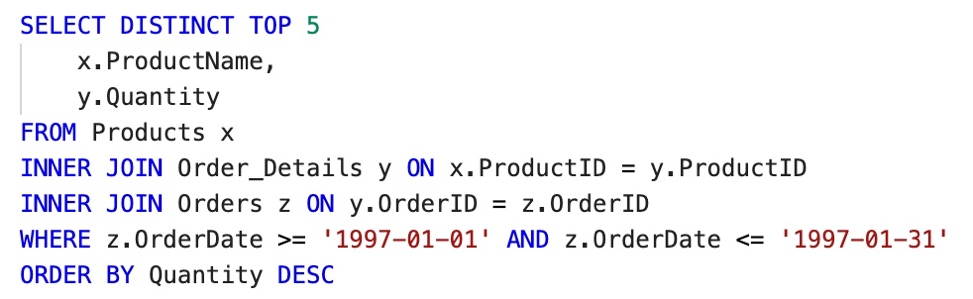 SELECT DISTINCT TOP 5
x.ProductName,
y.Quantity
FROM Products x
INNER JOIN Order_Details y ON x.ProductID = y.ProductID
INNER JOIN Orders z ON y.OrderID = z.OrderID
WHERE z.OrderDate >= '1997-01-01' AND z.OrderDate <= '1997-01-31'
ORDER BY Quantity DESC